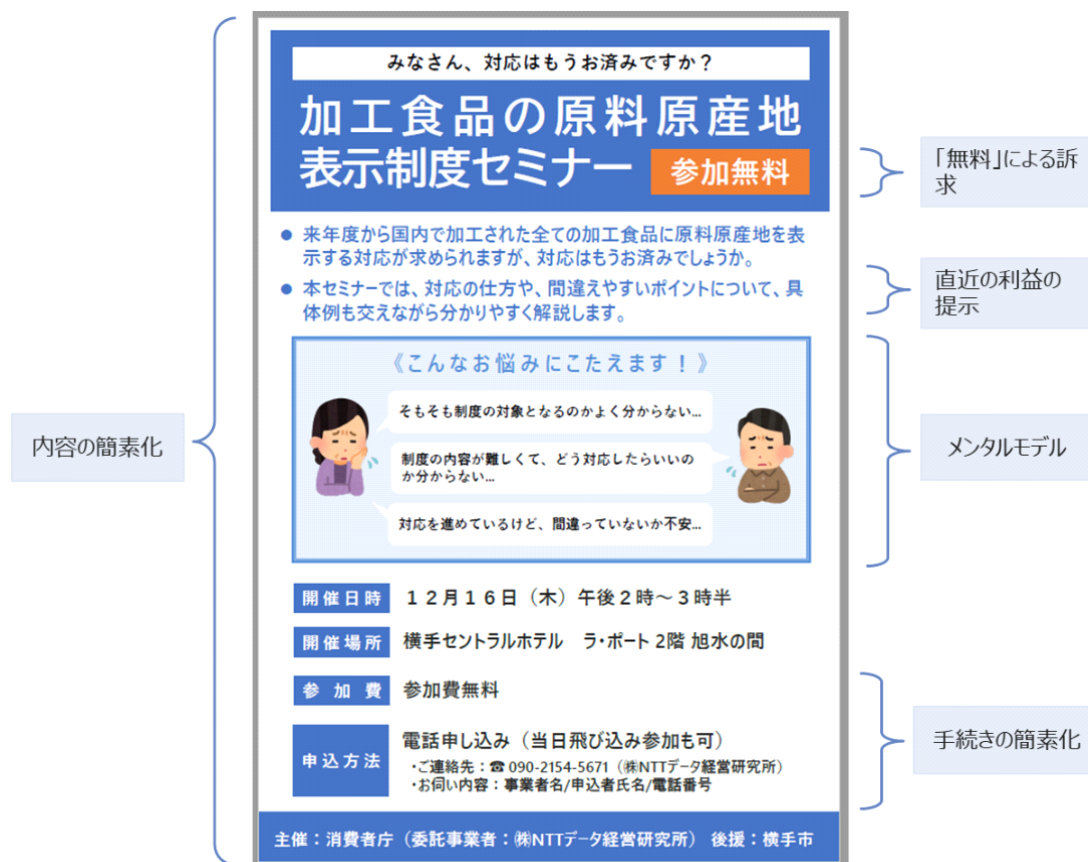 みなさん、対応はもうお済みですか？
加工食品の原料原産地
表示制度セミナー 参加無料
● 来年度から国内で加工された全ての加工食品に原料原産地を表
示する対応が求められますが、対応はもうお済みでしょうか。
● 本セミナーでは、対応の仕方や、間違えやすいポイントについて、具
体例も交えながら分かりやすく解説します。
《こんなお悩みにこたえます！》
そもそも制度の対象となるのかよく分からない…
制度の内容が難しくて、どう対応したらいいの
か分からない…
対応を進めているけど、間違っていないか不安…
開催日時 １２月１６日（木）午後２時～３時半
開催場所 横手セントラルホテル　ラ・ポート 2階 旭水の間
参加費 参加費無料
申込方法 電話申し込み（当日飛び込み参加も可）
・ご連絡先：☎ 090-2154-5671（㈱NTTデータ経営研究所）
・お伺い内容：事業者名/申込者氏名/電話番号
主催：消費者庁（委託事業者：㈱NTTデータ経営研究所） 後援：横手市
内容の簡素化
「無料」による訴
求
直近の利益の
提示
メンタルモデル
手続きの簡素化